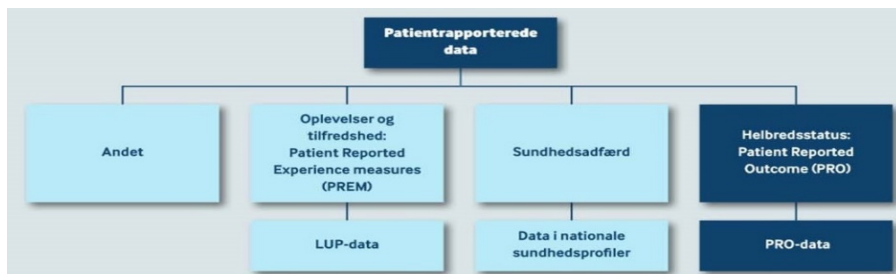 Patientrapporterede
data
Andet
Oplevelser og
tilfredshed:
Patient Reported
Experience measures
(PREM)
Sundhedsadfærd
Helbredsstatus:
Patient Reported
Outcome (PRO)
LUP-data
Data i nationale
sundhedsprofiler
PRO-data